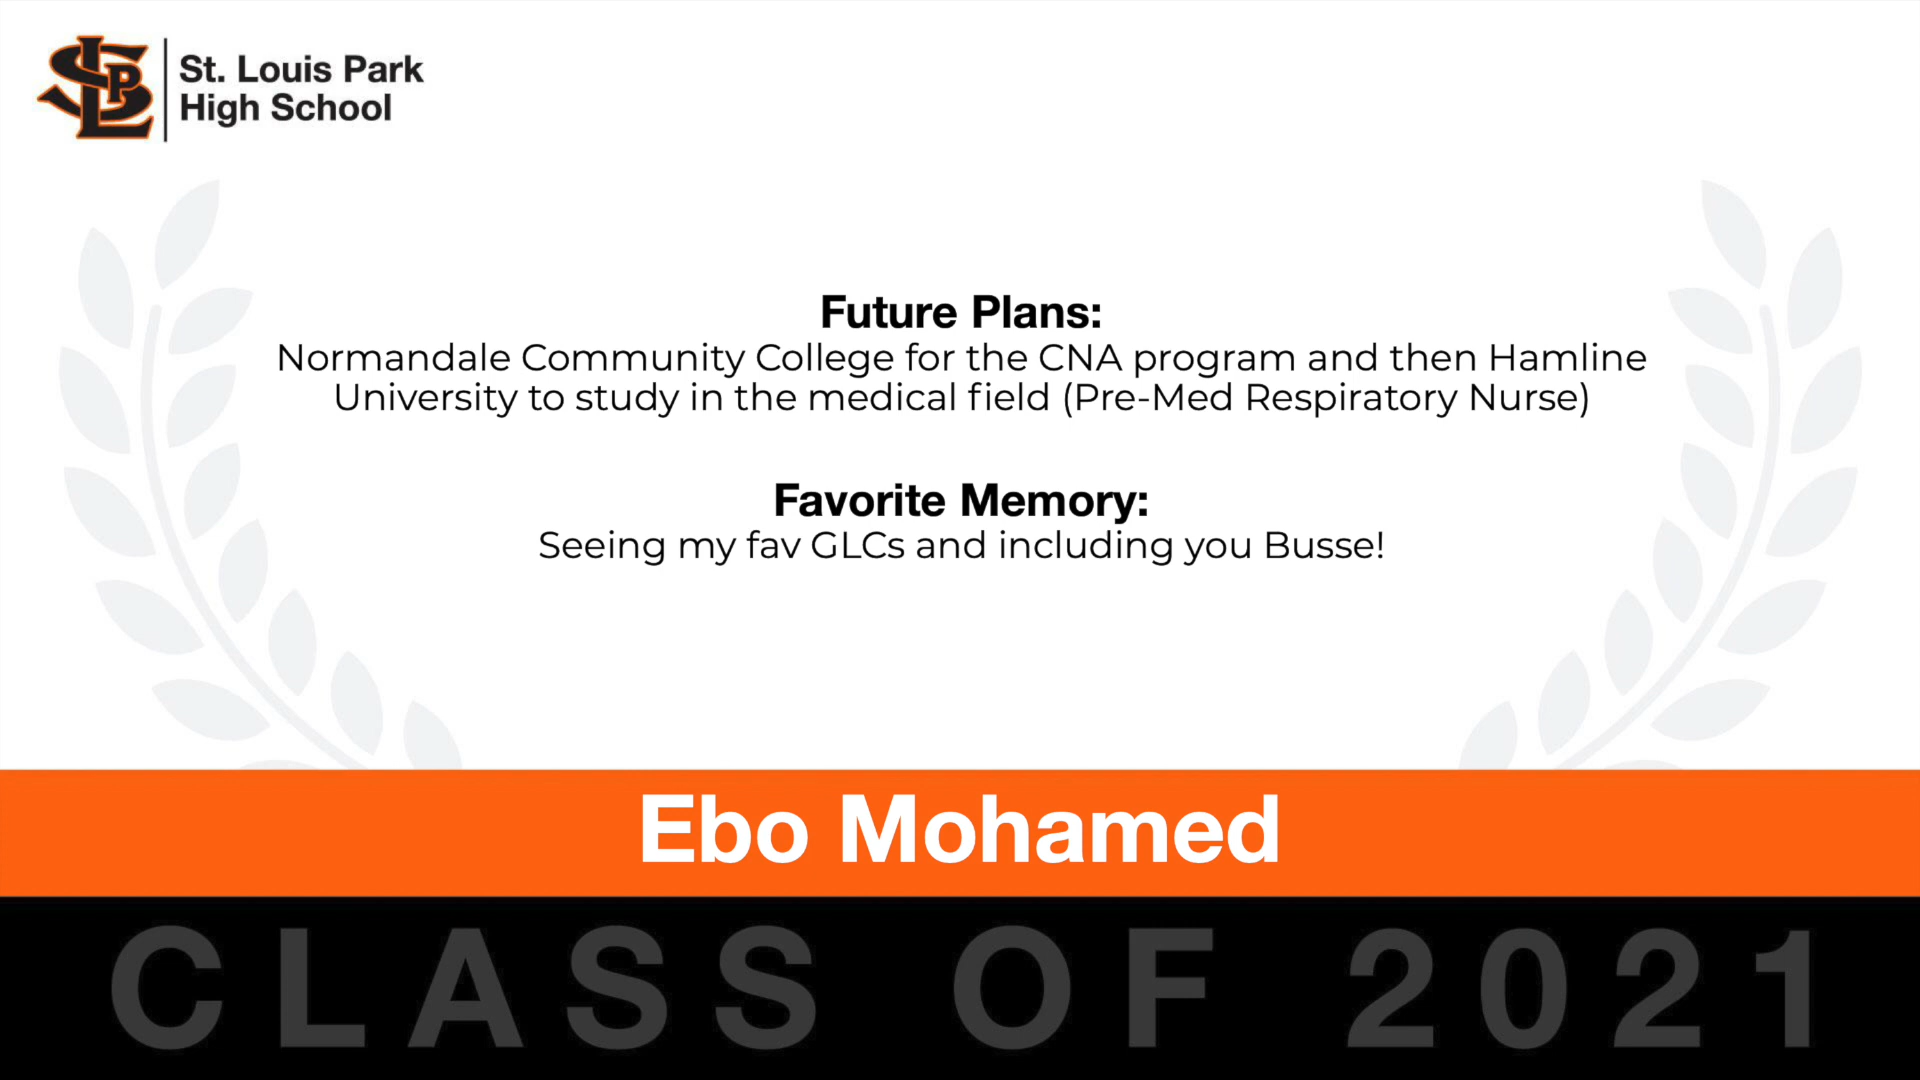 SLP
St. Louis Park
High School
Future Plans:
Normandale Community College for the CNA program and then Hamline
University to study in the medical field (Pre-Med Respiratory Nurse)
Favorite Memory:
Seeing my fav GLCs and including you Busse!
Ebo Mohamed
CLASS OF 2021